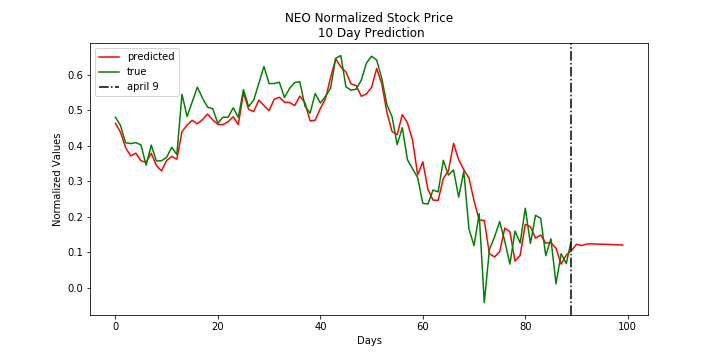 NEO Normalized Stock Price
10 Day Prediction
predicted
true
april 9
Normalized Values
0.6
0.5
0.4
0.3
0.2
0.1
0.0
0 20 40 60 80 100
Days